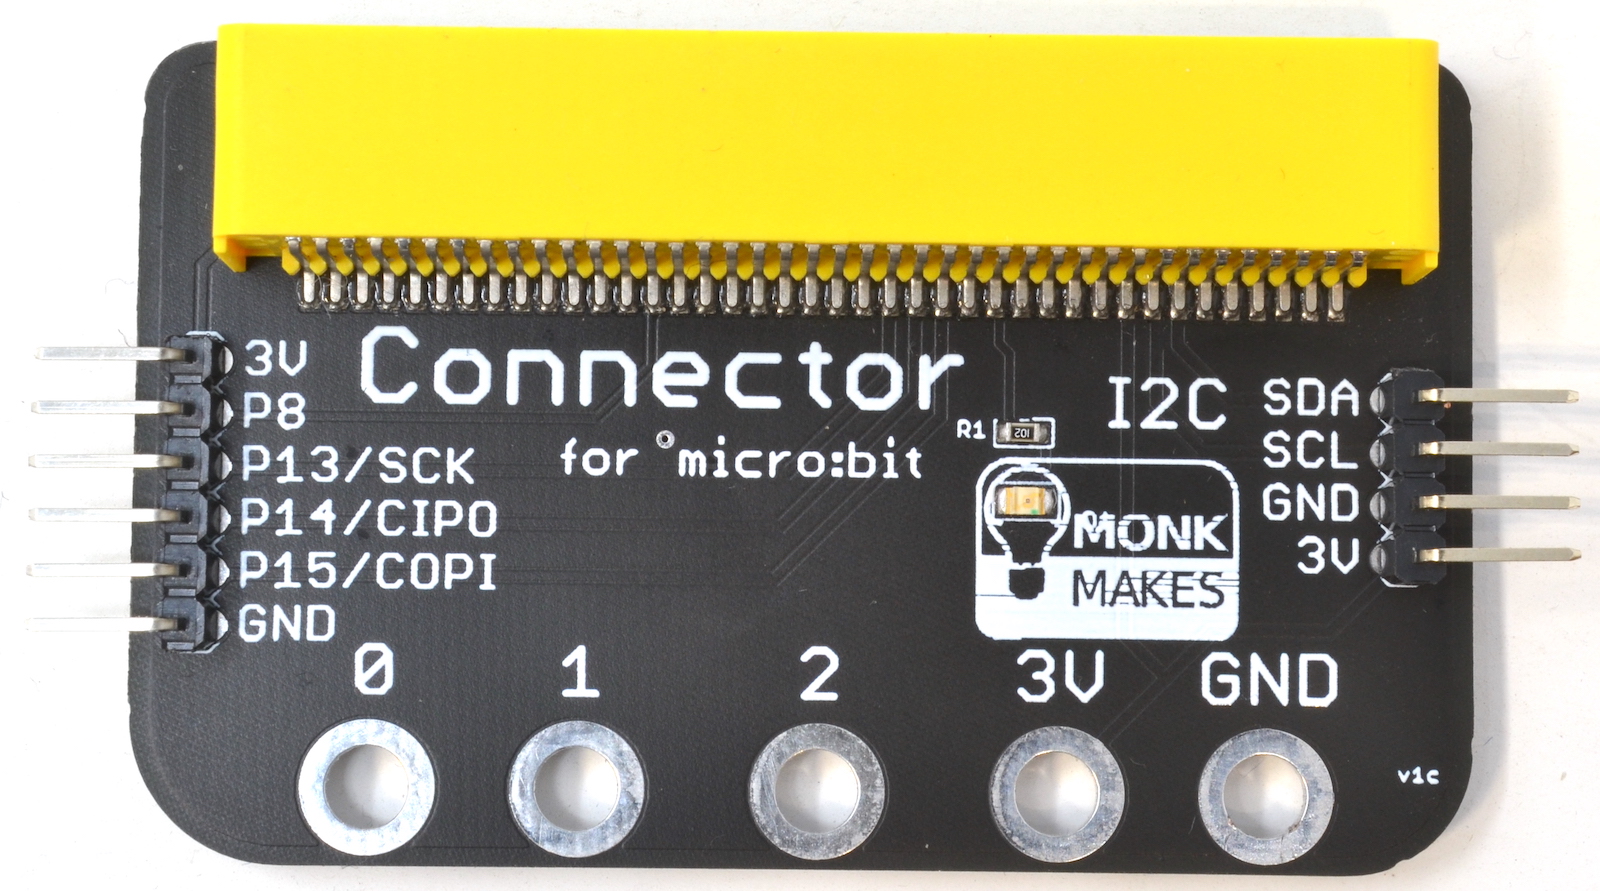 Connector
for micro:bit
3V
P8
P13/SCK
P14/CIPO
P15/COPI
GND
R1
102
I2C
SDA
SCL
GND
3V
MONK
MAKES
0
1
2
3V
GND
v1c